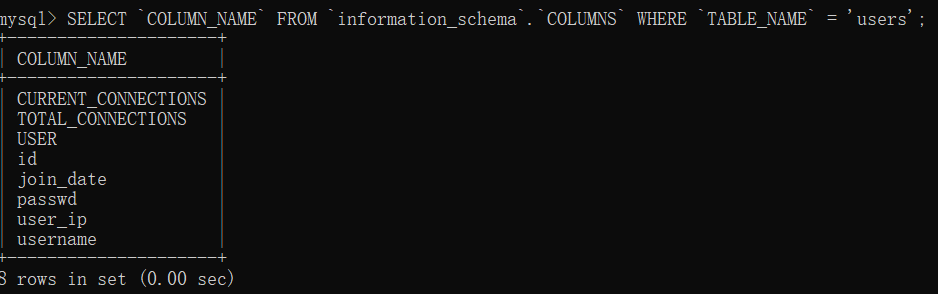 mysql> SELECT `COLUMN_NAME` FROM `information_schema`.`COLUMNS` WHERE `TABLE_NAME` = 'users';
+---------------------+
| COLUMN_NAME         |
+---------------------+
| CURRENT_CONNECTIONS |
| TOTAL_CONNECTIONS   |
| USER                |
| id                  |
| join_date           |
| passwd              |
| user_ip             |
| username            |
+---------------------+
8 rows in set (0.00 sec)